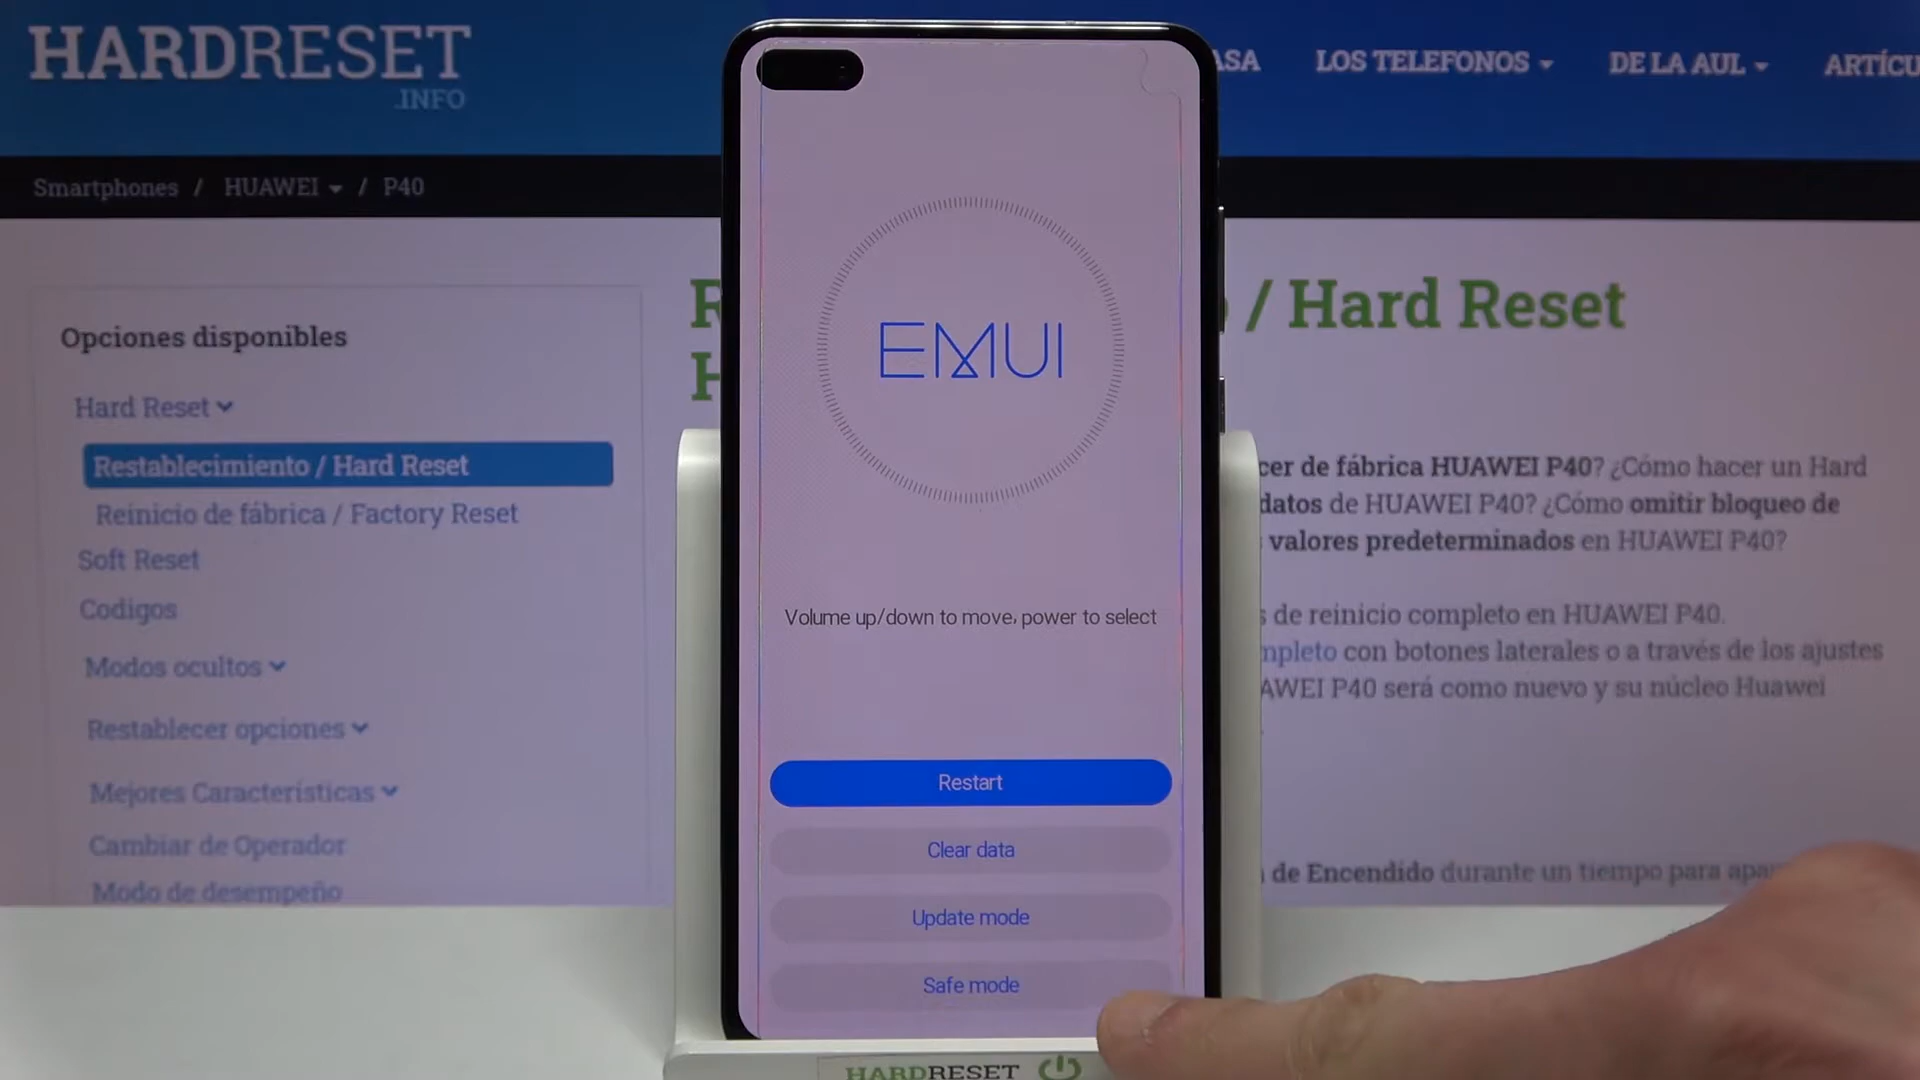 HARDRESET
.INFO
ASA
LOS TELEFONOS
DE LA AUL
ARTÍCU
Smartphones / HUAWEI / P40
Opciones disponibles
Hard Reset
Restablecimiento / Hard Reset
Reinicio de fábrica / Factory Reset
Soft Reset
Codigos
Modos ocultos
Restablecer opciones
Mejores Características
Cambiar de Operador
Modo de desempeño
R
/ Hard Reset
H
cer de fábrica HUAWEI P40? ¿Cómo hacer un Hard
datos de HUAWEI P40? ¿Cómo omitir bloqueo de
valores predeterminados en HUAWEI P40?
s de reinicio completo en HUAWEI P40.
mpleto con botones laterales o a través de los ajustes
AWEI P40 será como nuevo y su núcleo Huawei
de Encendido durante un tiempo para apa
EMUI
Volume up/down to move, power to select
Restart
Clear data
Update mode
Safe mode
HARDRESET